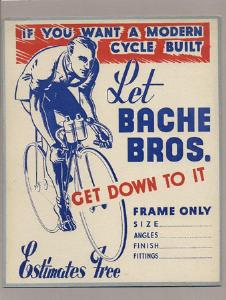 IF YOU WANT A MODERN
CYCLE BUILT
Let
BACHE
BROS.
GET DOWN TO IT
FRAME ONLY
SIZE
ANGLES
FINISH
FITTINGS
Estimates Free